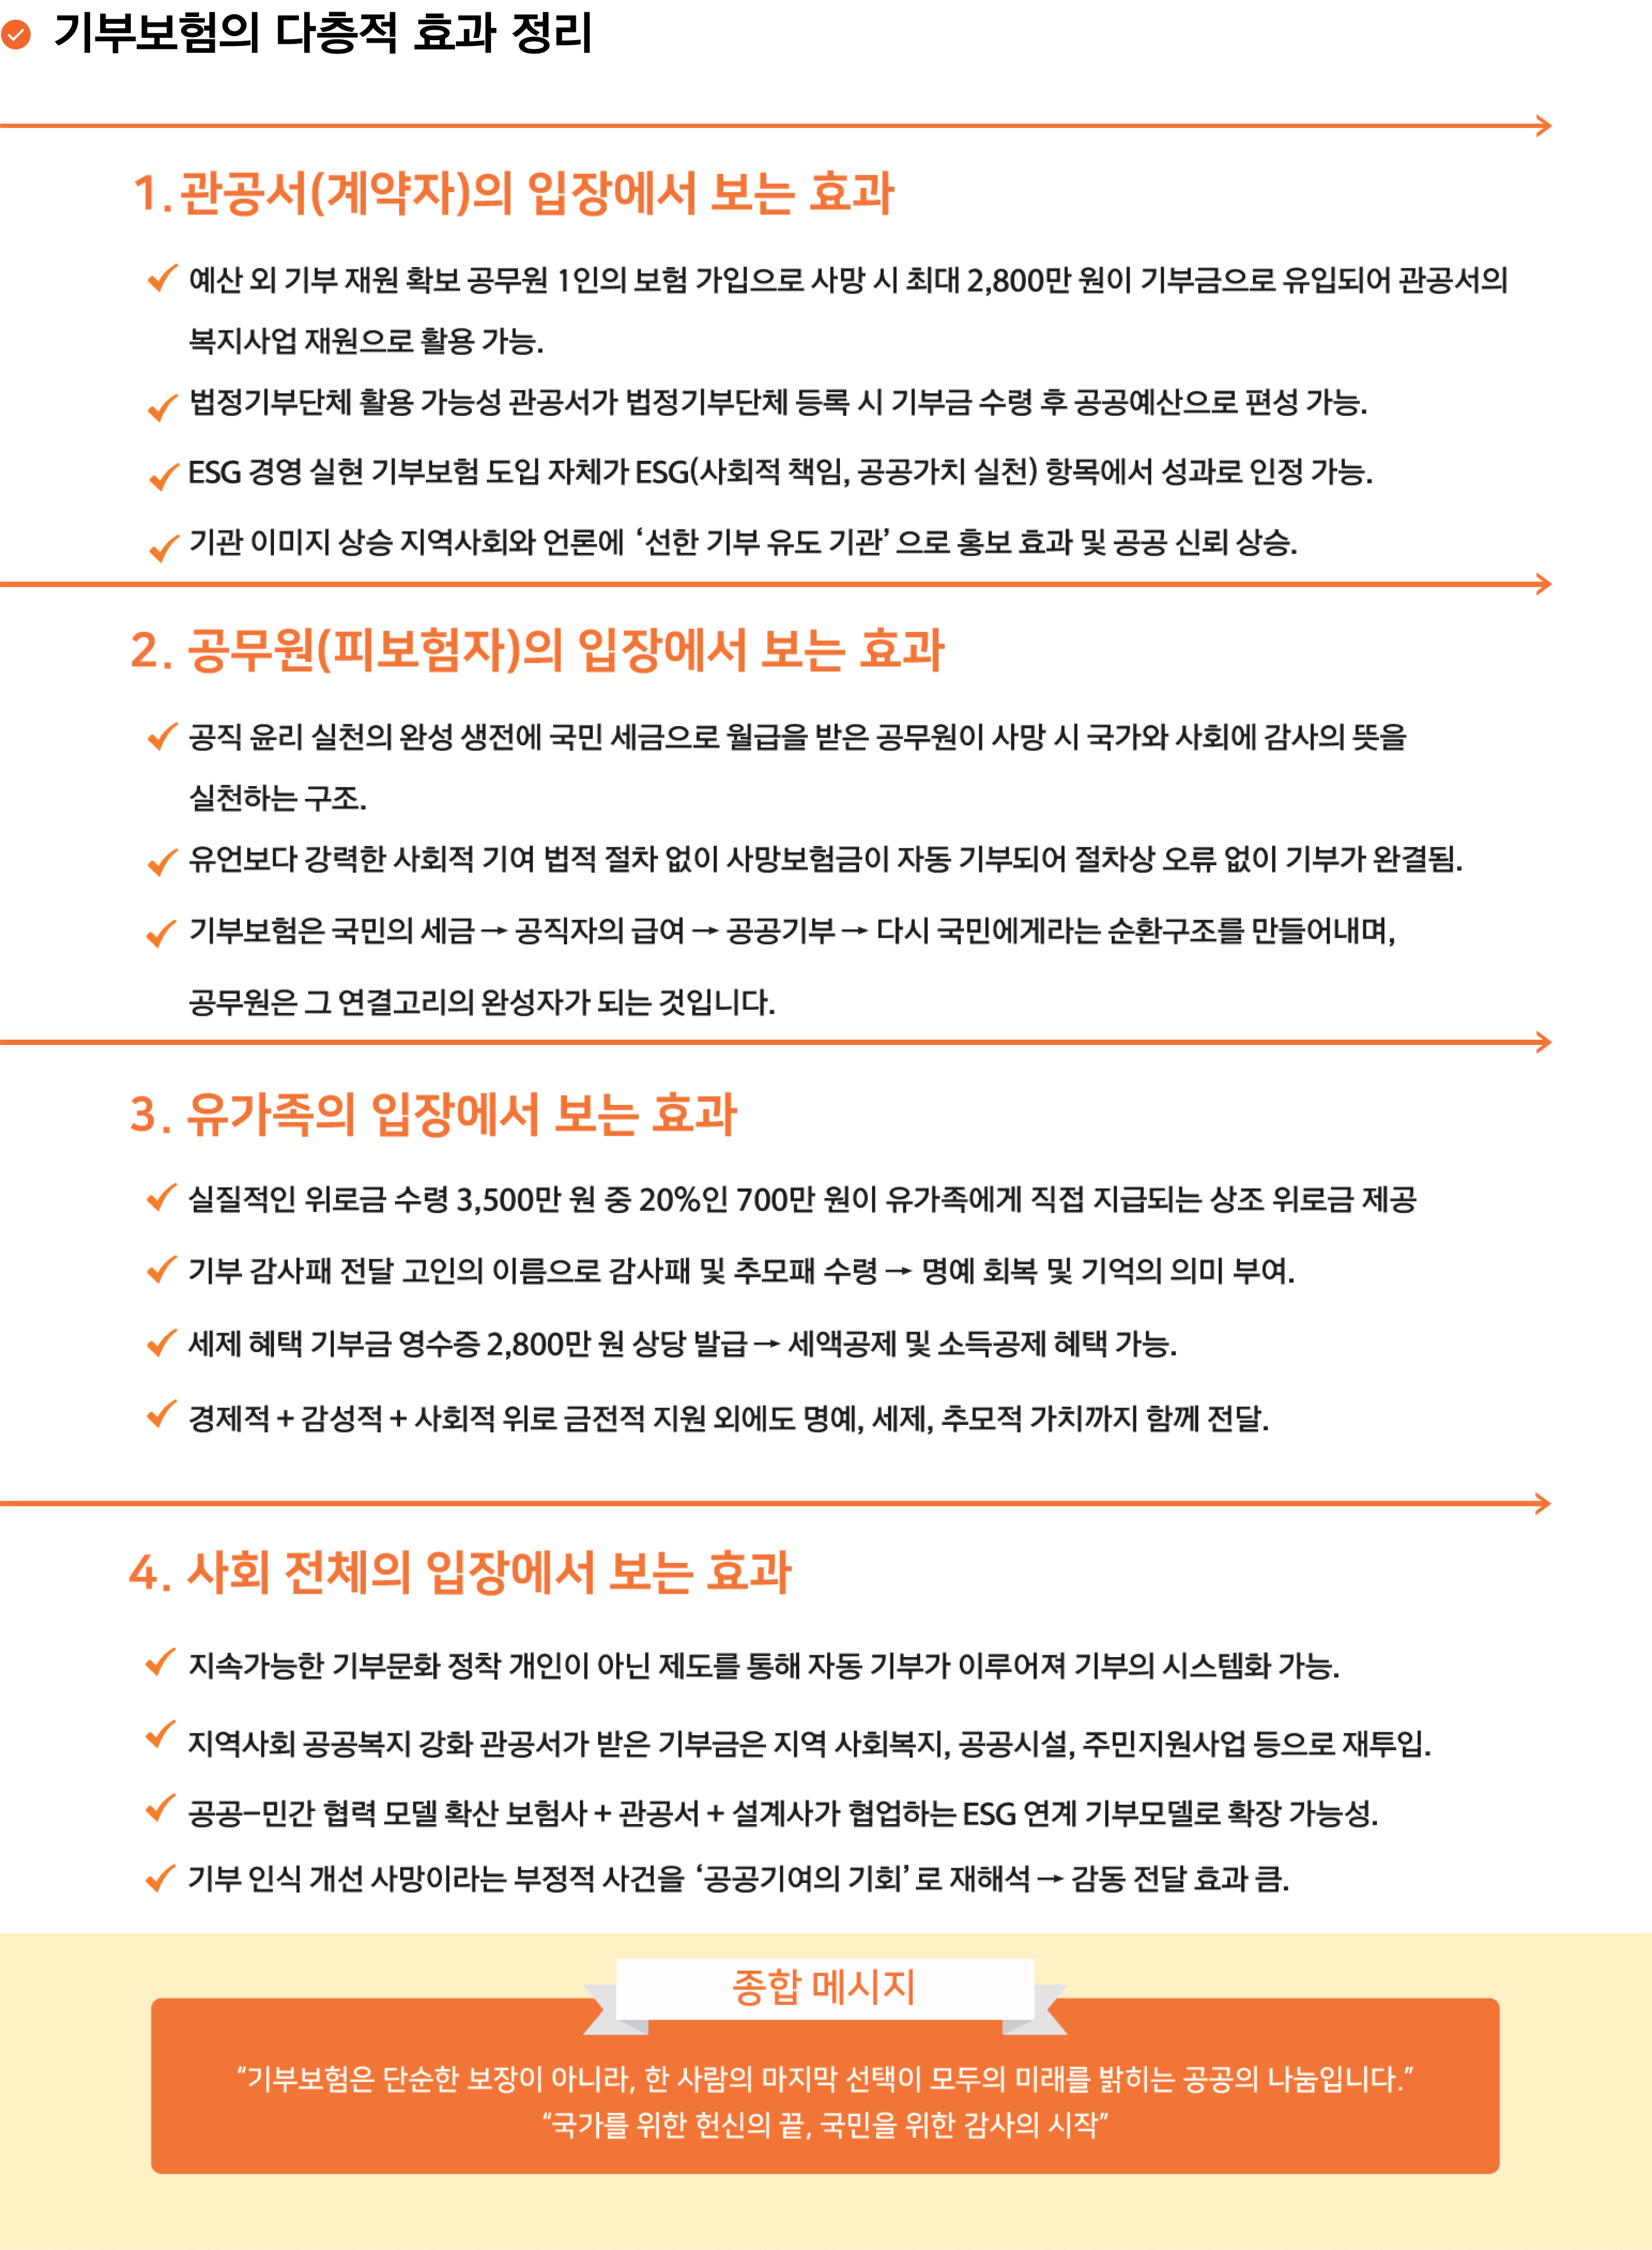 기부보험의 다층적 효과 정리
1. 관공서(계약자)의 입장에서 보는 효과
예산 외 기부 재원 확보 공무원 1인의 보험 가입으로 사망 시 최대 2,800만 원이 기부금으로 유입되어 관공서의
복지사업 재원으로 활용 가능.
법정기부단체 활용 가능성 관공서가 법정기부단체 등록 시 기부금 수령 후 공공예산으로 편성 가능.
ESG 경영 실현 기부보험 도입 자체가 ESG(사회적 책임, 공공가치 실천) 항목에서 성과로 인정 가능.
기관 이미지 상승 지역사회와 언론에 ‘선한 기부 유도 기관’ 으로 홍보 효과 및 공공 신뢰 상승.
2. 공무원(피보험자)의 입장에서 보는 효과
공직 윤리 실천의 완성 생전에 국민 세금으로 월급을 받은 공무원이 사망 시 국가와 사회에 감사의 뜻을
실천하는 구조.
유언보다 강력한 사회적 기여 법적 절차 없이 사망보험금이 자동 기부되어 절차상 오류 없이 기부가 완결됨.
기부보험은 국민의 세금 → 공직자의 급여 → 공공기부 → 다시 국민에게라는 순환구조를 만들어내며,
공무원은 그 연결고리의 완성자가 되는 것입니다.
3. 유가족의 입장에서 보는 효과
실질적인 위로금 수령 3,500만 원 중 20%인 700만 원이 유가족에게 직접 지급되는 상조 위로금 제공
기부 감사패 전달 고인의 이름으로 감사패 및 추모패 수령 → 명예 회복 및 기억의 의미 부여.
세제 혜택 기부금 영수증 2,800만 원 상당 발급 → 세액공제 및 소득공제 혜택 가능.
경제적 + 감성적 + 사회적 위로 금전적 지원 외에도 명예, 세제, 추모적 가치까지 함께 전달.
4. 사회 전체의 입장에서 보는 효과
지속가능한 기부문화 정착 개인이 아닌 제도를 통해 자동 기부가 이루어져 기부의 시스템화 가능.
지역사회 공공복지 강화 관공서가 받은 기부금은 지역 사회복지, 공공시설, 주민지원사업 등으로 재투입.
공공-민간 협력 모델 확산 보험사 + 관공서 + 설계사가 협업하는 ESG 연계 기부모델로 확장 가능성.
기부 인식 개선 사망이라는 부정적 사건을 ‘공공기여의 기회’ 로 재해석 → 감동 전달 효과 큼.
종합 메시지
“기부보험은 단순한 보장이 아니라, 한 사람의 마지막 선택이 모두의 미래를 밝히는 공공의 나눔입니다.”
“국가를 위한 헌신의 끝, 국민을 위한 감사의 시작”